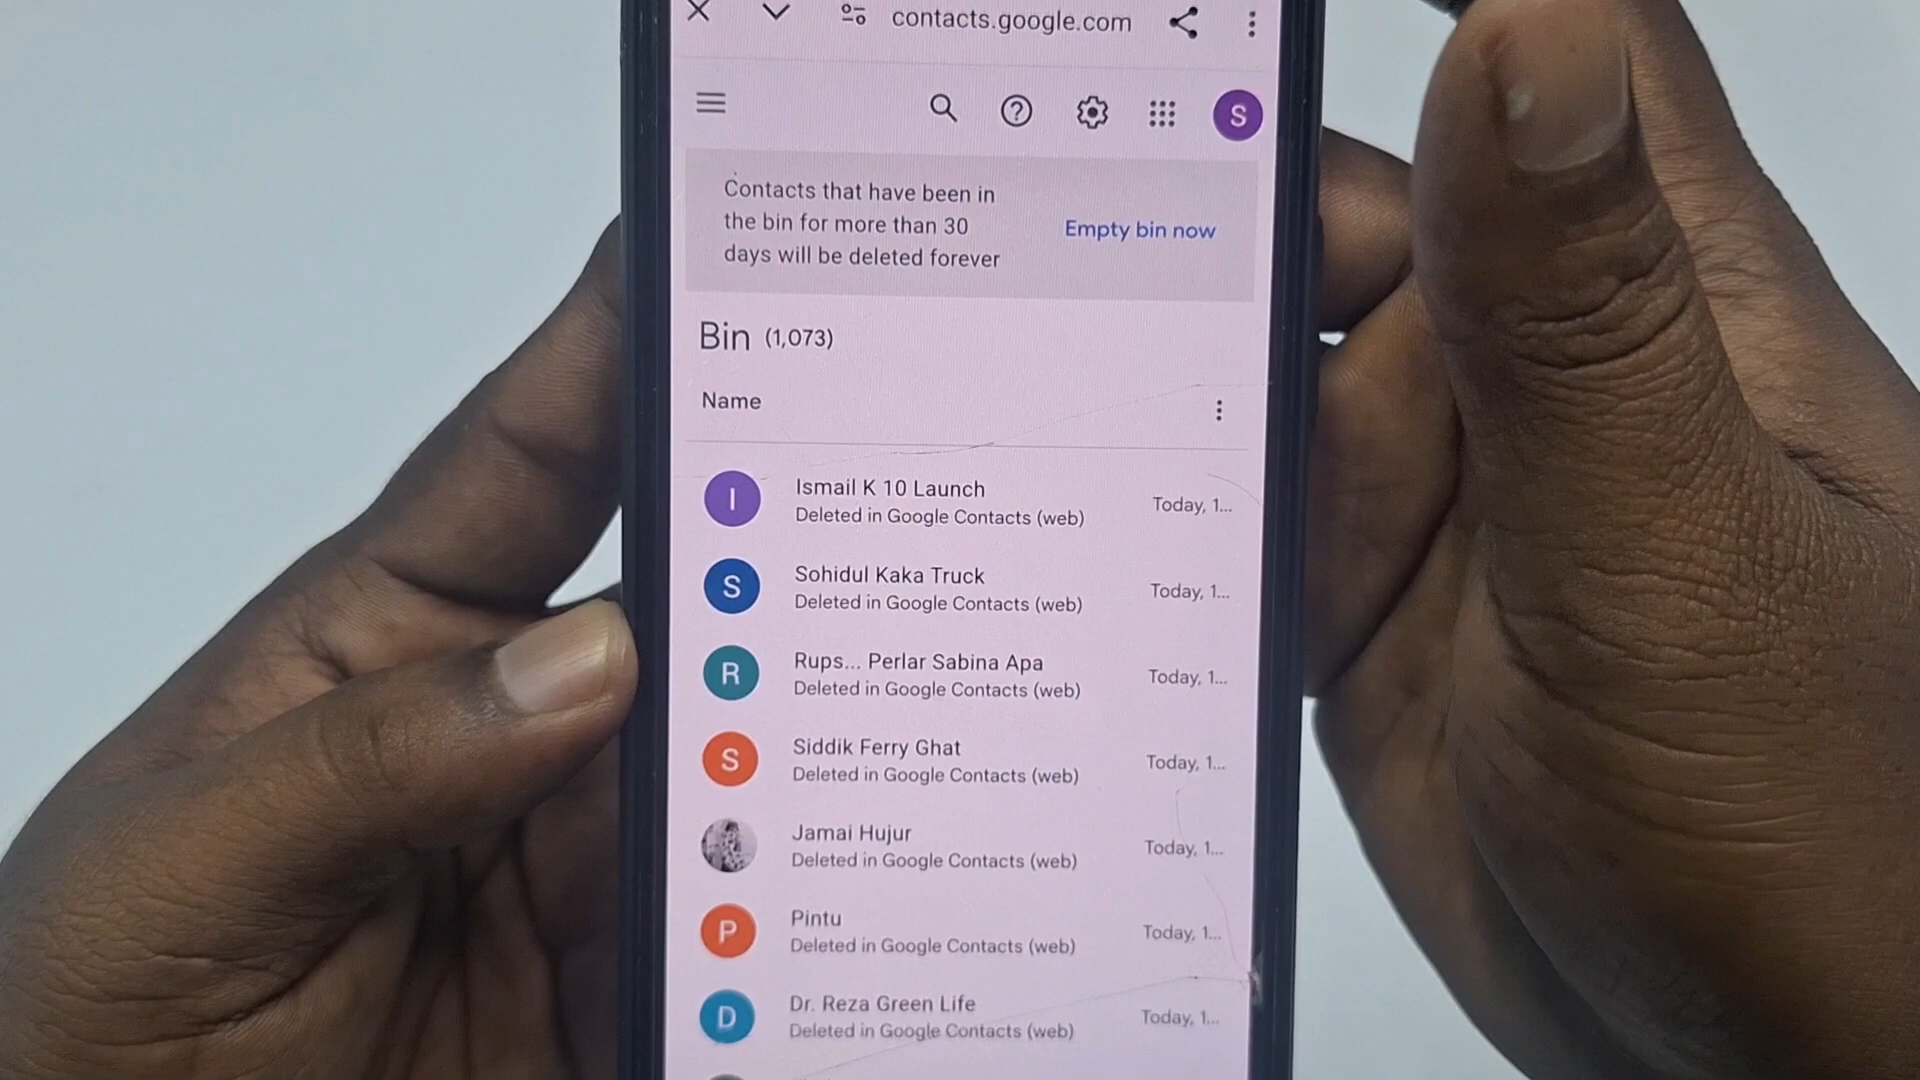 contacts.google.com
S
Contacts that have been in
the bin for more than 30
days will be deleted forever
Empty bin now
Bin (1,073)
Name
I
Ismail K 10 Launch
Deleted in Google Contacts (web)
Today, 1...
S
Sohidul Kaka Truck
Deleted in Google Contacts (web)
Today, 1...
R
Rups... Perlar Sabina Apa
Deleted in Google Contacts (web)
Today, 1...
S
Siddik Ferry Ghat
Deleted in Google Contacts (web)
Today, 1...
Jamai Hujur
Deleted in Google Contacts (web)
Today, 1...
P
Pintu
Deleted in Google Contacts (web)
Today, 1...
D
Dr. Reza Green Life
Deleted in Google Contacts (web)
Today, 1...